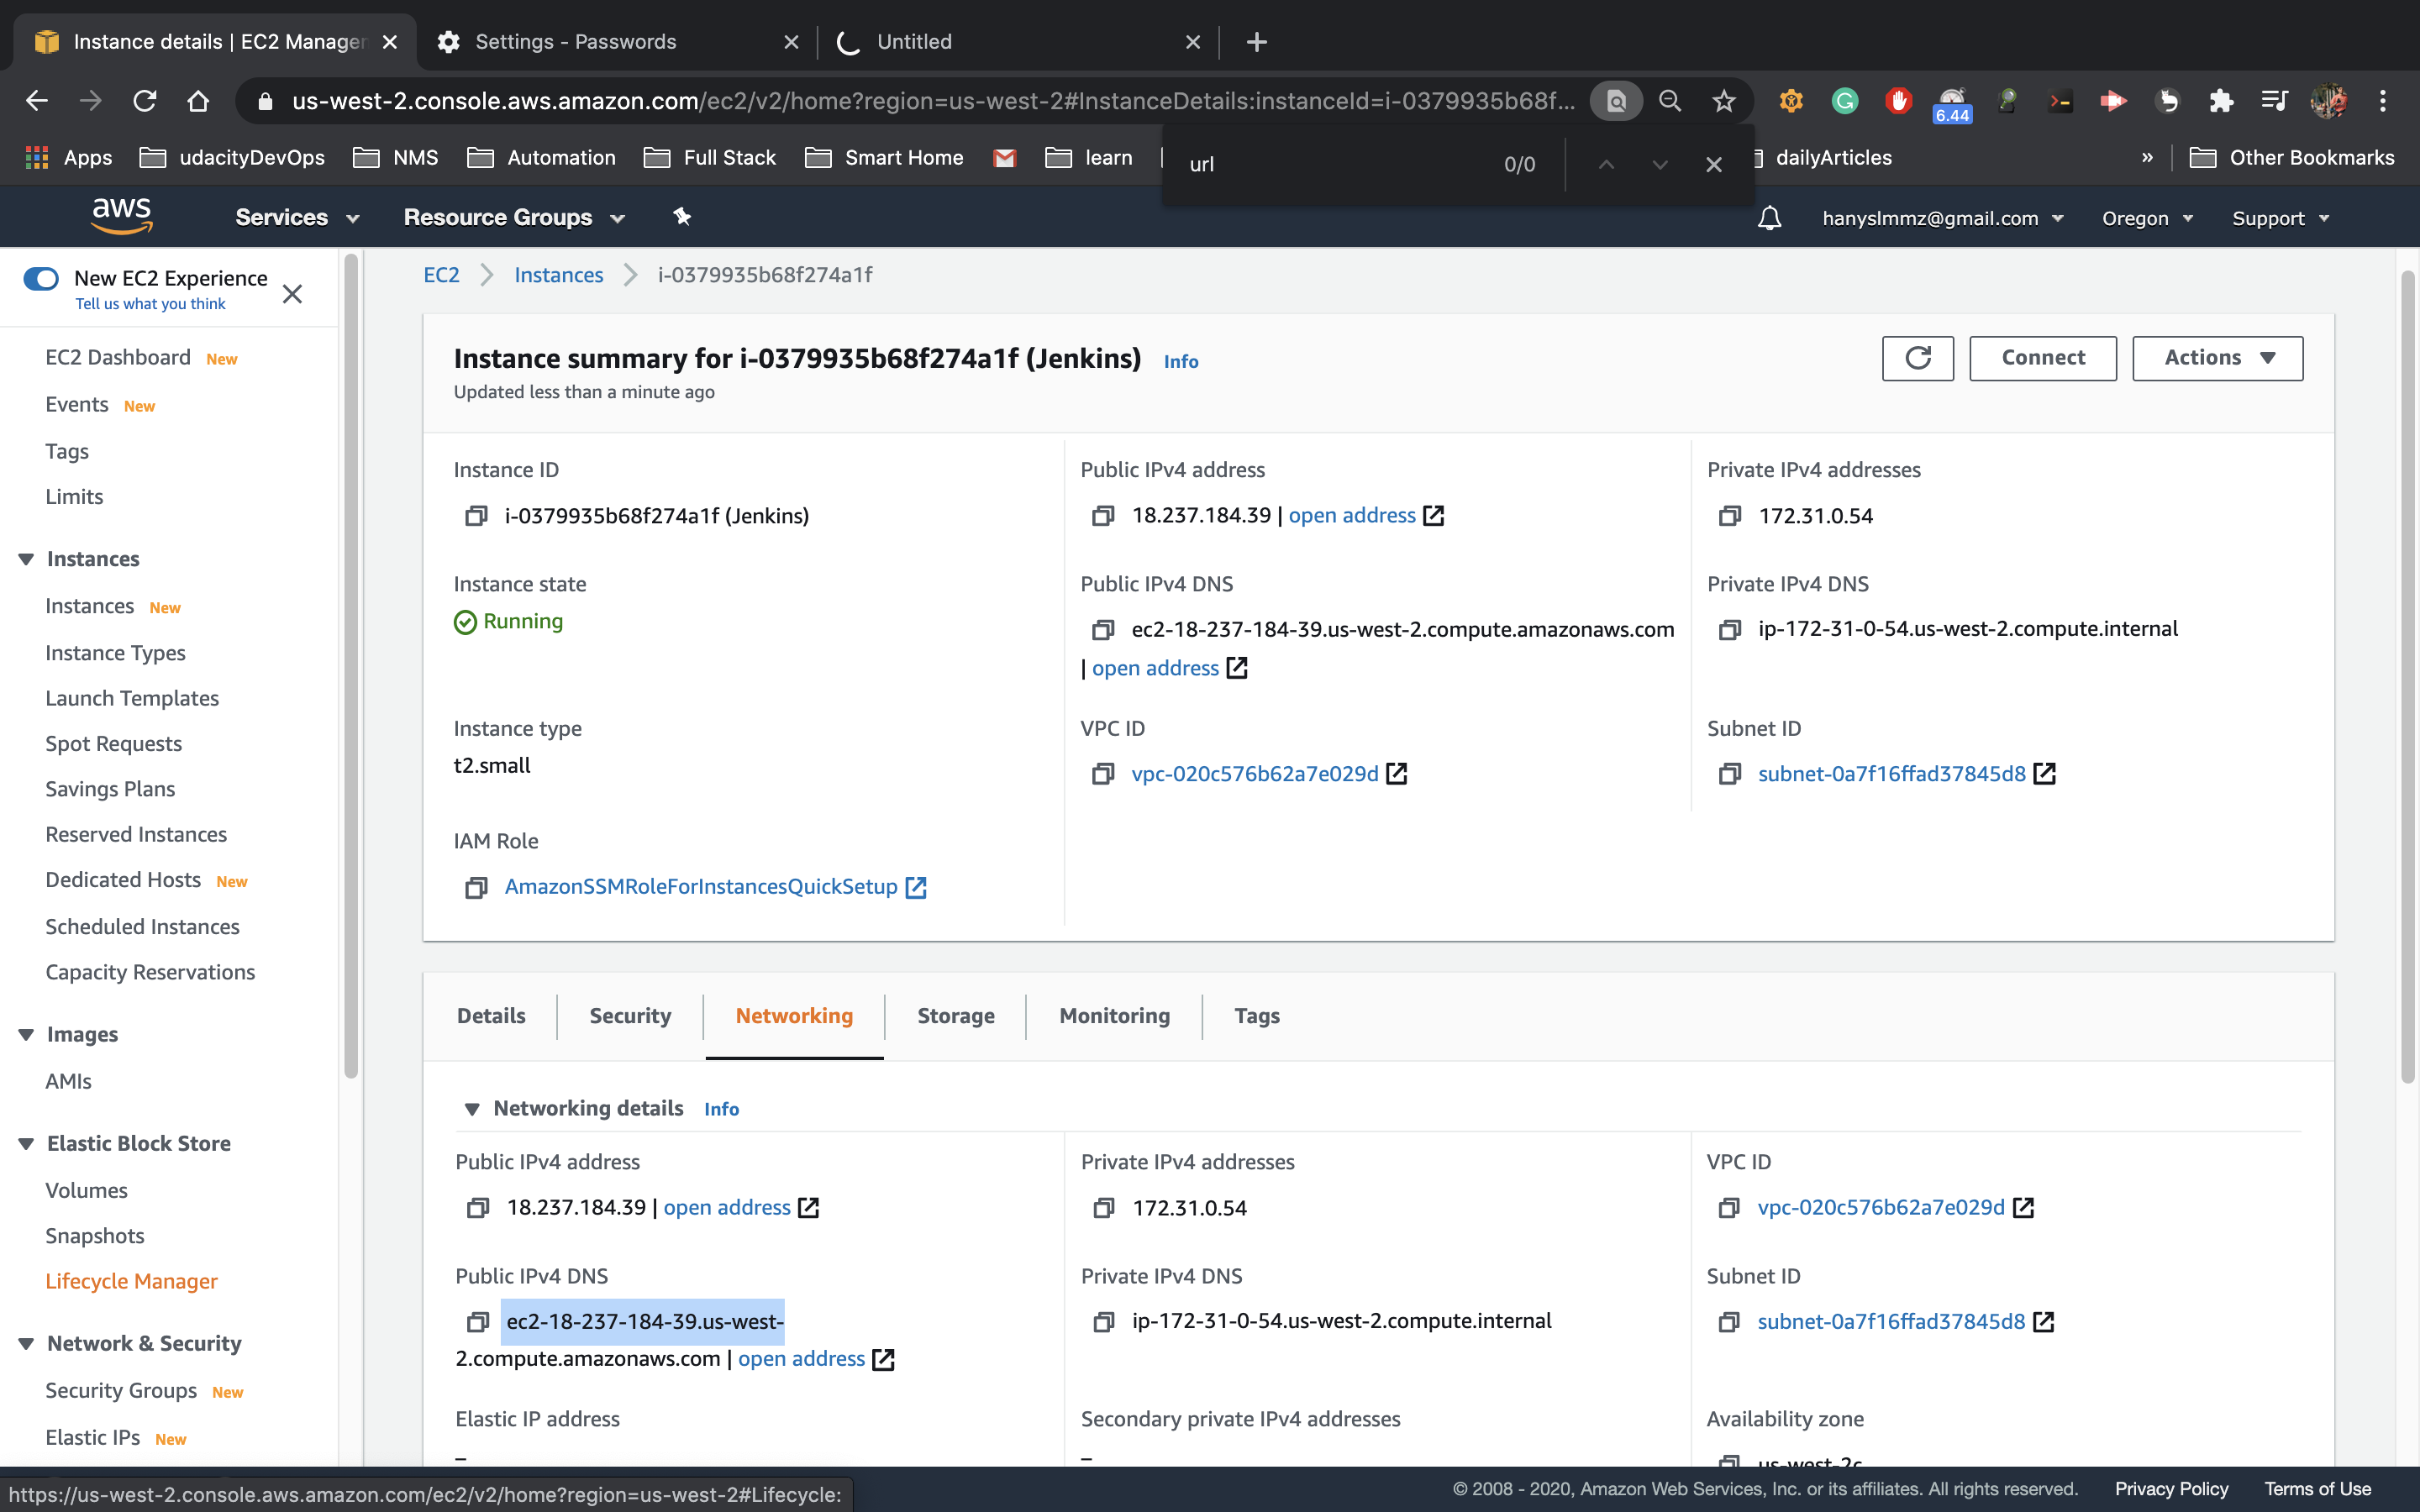 Instance details | EC2 Manager
Settings - Passwords
Untitled
us-west-2.console.aws.amazon.com/ec2/v2/home?region=us-west-2#InstanceDetails:instanceId=i-0379935b68f...
6.44
Apps
udacityDevOps
NMS
Automation
Full Stack
Smart Home
learn
url
0/0
dailyArticles
»
Other Bookmarks
aws
Services
Resource Groups
hanyslmmz@gmail.com
Oregon
Support
New EC2 Experience
Tell us what you think
EC2 Dashboard New
Events New
Tags
Limits
Instances
Instances New
Instance Types
Launch Templates
Spot Requests
Savings Plans
Reserved Instances
Dedicated Hosts New
Scheduled Instances
Capacity Reservations
Images
AMIs
Elastic Block Store
Volumes
Snapshots
Lifecycle Manager
Network & Security
Security Groups New
Elastic IPs New
EC2 > Instances > i-0379935b68f274a1f
Instance summary for i-0379935b68f274a1f (Jenkins) Info
Updated less than a minute ago
Connect
Actions
Instance ID
i-0379935b68f274a1f (Jenkins)
Public IPv4 address
18.237.184.39 | open address
Private IPv4 addresses
172.31.0.54
Instance state
Running
Public IPv4 DNS
ec2-18-237-184-39.us-west-2.compute.amazonaws.com
| open address
Private IPv4 DNS
ip-172-31-0-54.us-west-2.compute.internal
Instance type
t2.small
VPC ID
vpc-020c576b62a7e029d
Subnet ID
subnet-0a7f16ffad37845d8
IAM Role
AmazonSSMRoleForInstancesQuickSetup
Details
Security
Networking
Storage
Monitoring
Tags
Networking details Info
Public IPv4 address
18.237.184.39 | open address
Private IPv4 addresses
172.31.0.54
VPC ID
vpc-020c576b62a7e029d
Public IPv4 DNS
ec2-18-237-184-39.us-west-
2.compute.amazonaws.com | open address
Private IPv4 DNS
ip-172-31-0-54.us-west-2.compute.internal
Subnet ID
subnet-0a7f16ffad37845d8
Elastic IP address
–
Secondary private IPv4 addresses
–
Availability zone
us-west-2c
https://us-west-2.console.aws.amazon.com/ec2/v2/home?region=us-west-2#Lifecycle:
© 2008 - 2020, Amazon Web Services, Inc. or its affiliates. All rights reserved.
Privacy Policy
Terms of Use